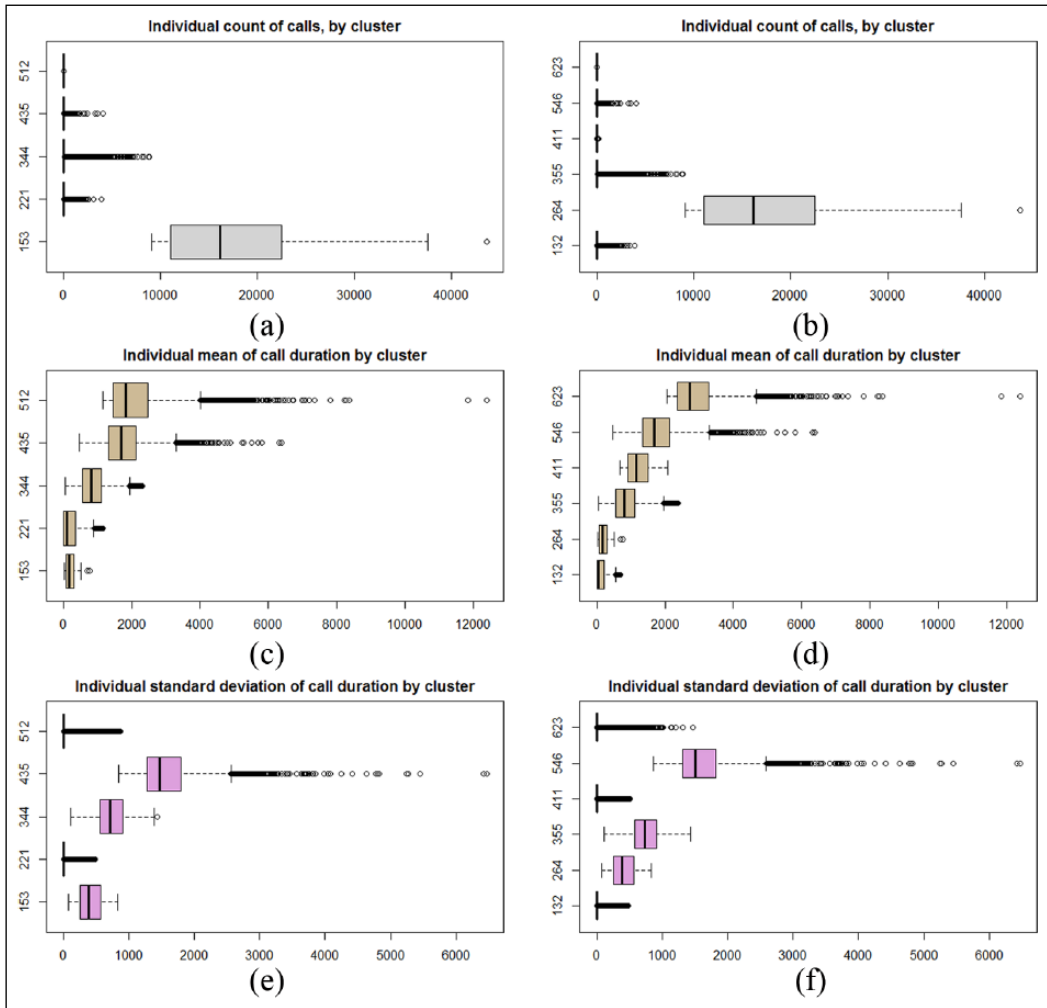 Individual count of calls, by cluster
512
435
344
221
153
0 10000 20000 30000 40000
(a)
Individual count of calls, by cluster
623
546
411
355
264
132
0 10000 20000 30000 40000
(b)
Individual mean of call duration by cluster
512
435
344
221
153
0 2000 4000 6000 8000 10000 12000
(c)
Individual mean of call duration by cluster
623
546
411
355
264
132
0 2000 4000 6000 8000 10000 12000
(d)
Individual standard deviation of call duration by cluster
512
435
344
221
153
0 1000 2000 3000 4000 5000 6000
(e)
Individual standard deviation of call duration by cluster
623
546
411
355
264
132
0 1000 2000 3000 4000 5000 6000
(f)